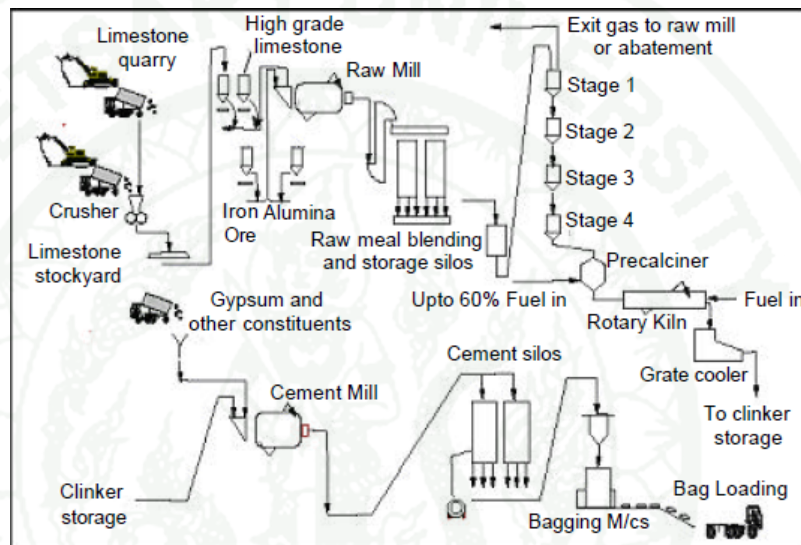 Limestone
quarry
High grade
limestone
Exit gas to raw mill
or abatement
Raw Mill
Stage 1
Stage 2
Stage 3
Stage 4
Crusher
Iron
Ore
Alumina
Limestone
stockyard
Raw meal blending
and storage silos
Precalciner
Upto 60% Fuel in
Fuel in
Rotary Kiln
Grate cooler
To clinker
storage
Gypsum and
other constituents
Cement Mill
Cement silos
Clinker
storage
Bagging M/cs
Bag Loading